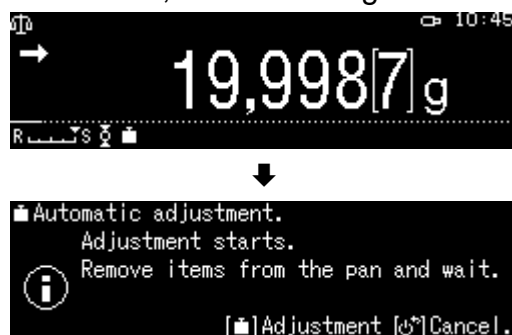 10:45
19,998[7] g
R S
Automatic adjustment.
Adjustment starts.
Remove items from the pan and wait.
[ ]Adjustment [ ]Cancel.